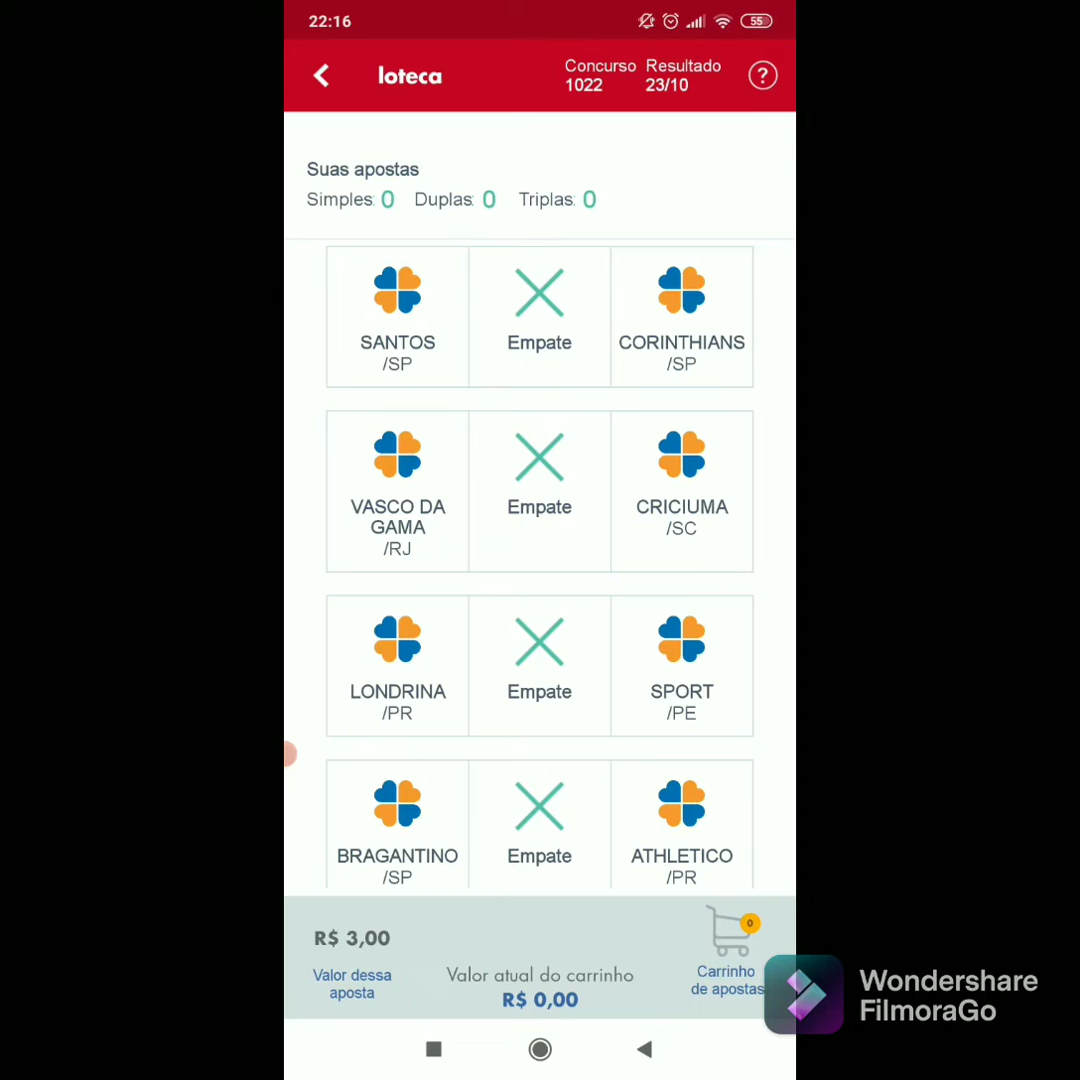 22:16
55
loteca
Concurso Resultado
1022 23/10
?
Suas apostas
Simples: 0 Duplas: 0 Triplas: 0
SANTOS
/SP
Empate
CORINTHIANS
/SP
VASCO DA
GAMA
/RJ
Empate
CRICIUMA
/SC
LONDRINA
/PR
Empate
SPORT
/PE
BRAGANTINO
/SP
Empate
ATHLETICO
/PR
R$ 3,00
Valor dessa
aposta
Valor atual do carrinho
R$ 0,00
0
Carrinho
de apostas
Wondershare
FilmoraGo